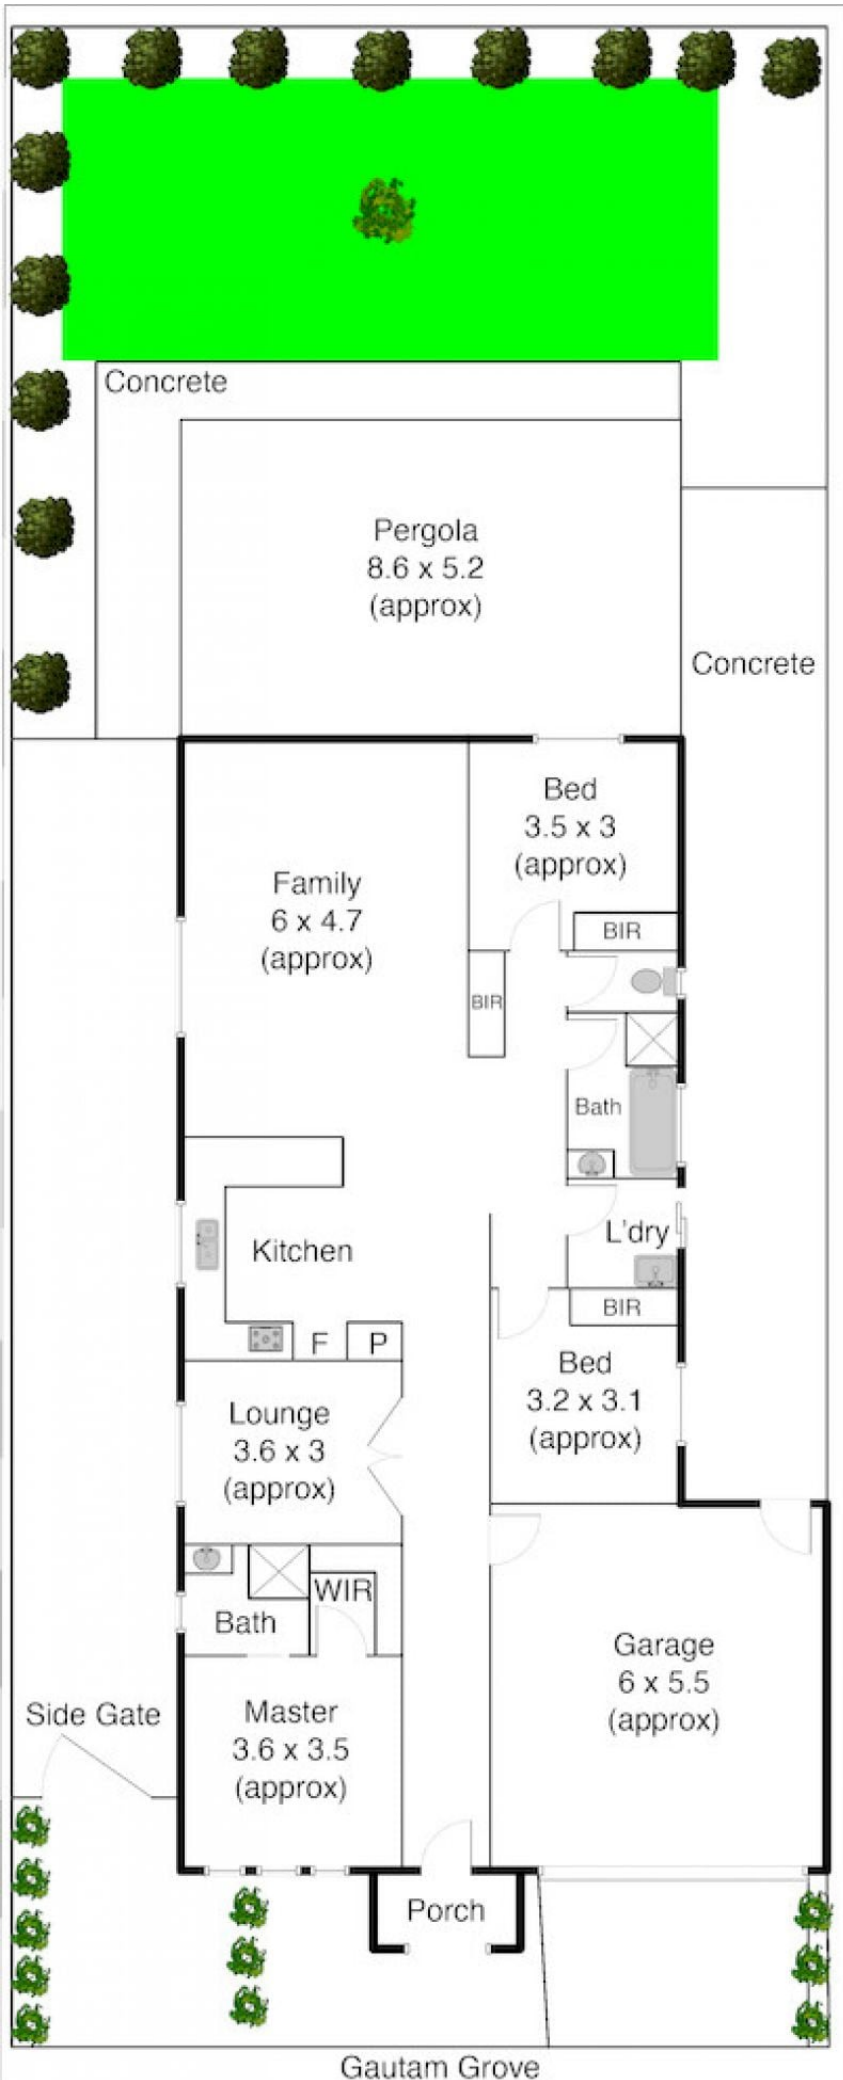 Concrete
Pergola
8.6 x 5.2
(approx)
Concrete
Bed
3.5 x 3
(approx)
Family
6 x 4.7
(approx)
BIR
BIR
Bath
Kitchen
L'dry
BIR
F
P
Bed
3.2 x 3.1
(approx)
Lounge
3.6 x 3
(approx)
WIR
Bath
Garage
6 x 5.5
(approx)
Side Gate
Master
3.6 x 3.5
(approx)
Porch
Gautam Grove